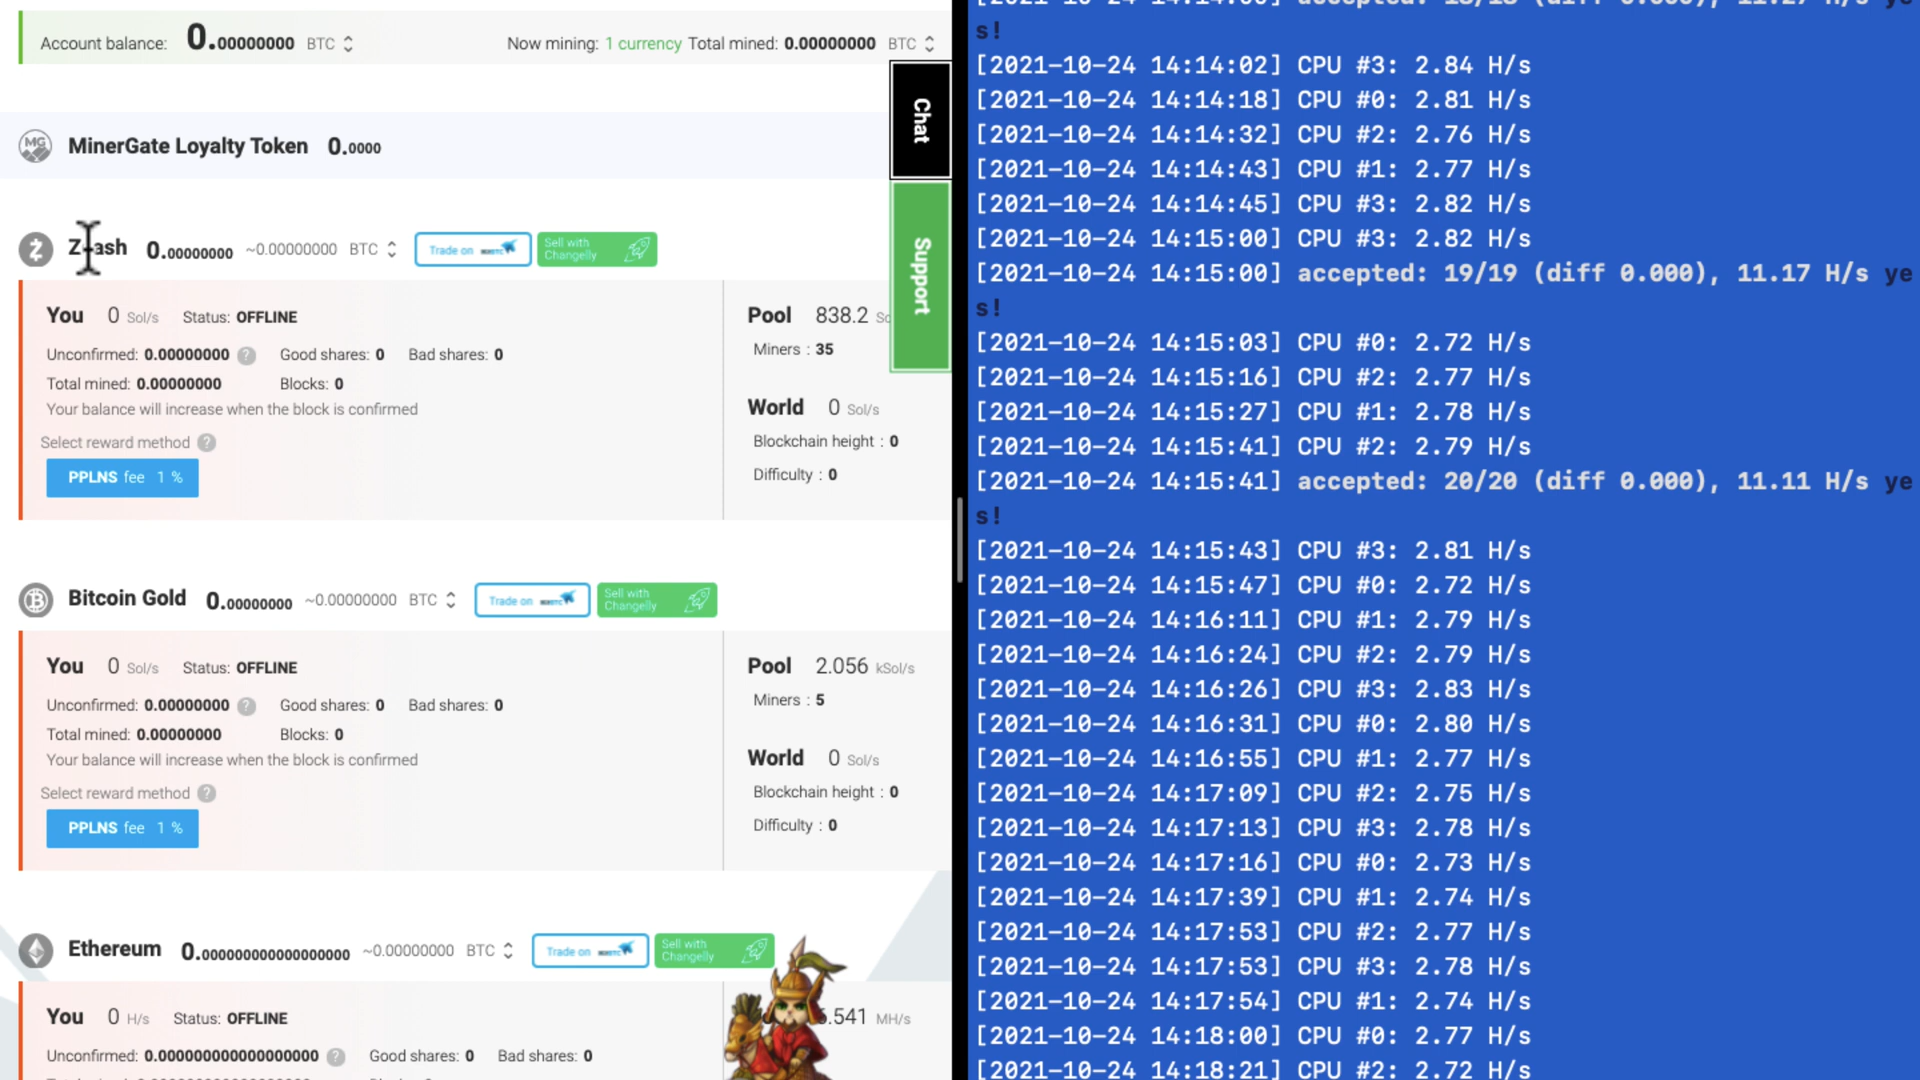 Account balance: 0.00000000 BTC
Now mining: 1 currency Total mined: 0.00000000 BTC
Chat
Support
MG
MinerGate Loyalty Token 0.0000
0.00000000 ~0.00000000 BTC
Trade on
Sell with
Changelly
You 0 Sol/s Status: OFFLINE
Unconfirmed: 0.00000000 ? Good shares: 0 Bad shares: 0
Total mined: 0.00000000 Blocks: 0
Your balance will increase when the block is confirmed
Select reward method ?
PPLNS fee 1 %
Pool 838.2
Miners : 35
World 0 Sol/s
Blockchain height : 0
Difficulty : 0
Bitcoin Gold 0.00000000 ~0.00000000 BTC
Trade on
Sell with
Changelly
You 0 Sol/s Status: OFFLINE
Unconfirmed: 0.00000000 ? Good shares: 0 Bad shares: 0
Total mined: 0.00000000 Blocks: 0
Your balance will increase when the block is confirmed
Select reward method ?
PPLNS fee 1 %
Pool 2.056 kSol/s
Miners : 5
World 0 Sol/s
Blockchain height : 0
Difficulty : 0
Ethereum 0.000000000000000000 ~0.00000000 BTC
Trade on
Sell with
Changelly
You 0 H/s Status: OFFLINE
.541 MH/s
Unconfirmed: 0.000000000000000000 ? Good shares: 0 Bad shares: 0
s!
[2021-10-24 14:14:02] CPU #3: 2.84 H/s
[2021-10-24 14:14:18] CPU #0: 2.81 H/s
[2021-10-24 14:14:32] CPU #2: 2.76 H/s
[2021-10-24 14:14:43] CPU #1: 2.77 H/s
[2021-10-24 14:14:45] CPU #3: 2.82 H/s
[2021-10-24 14:15:00] CPU #3: 2.82 H/s
[2021-10-24 14:15:00] accepted: 19/19 (diff 0.000), 11.17 H/s ye
s!
[2021-10-24 14:15:03] CPU #0: 2.72 H/s
[2021-10-24 14:15:16] CPU #2: 2.77 H/s
[2021-10-24 14:15:27] CPU #1: 2.78 H/s
[2021-10-24 14:15:41] CPU #2: 2.79 H/s
[2021-10-24 14:15:41] accepted: 20/20 (diff 0.000), 11.11 H/s ye
s!
[2021-10-24 14:15:43] CPU #3: 2.81 H/s
[2021-10-24 14:15:47] CPU #0: 2.72 H/s
[2021-10-24 14:16:11] CPU #1: 2.79 H/s
[2021-10-24 14:16:24] CPU #2: 2.79 H/s
[2021-10-24 14:16:26] CPU #3: 2.83 H/s
[2021-10-24 14:16:31] CPU #0: 2.80 H/s
[2021-10-24 14:16:55] CPU #1: 2.77 H/s
[2021-10-24 14:17:09] CPU #2: 2.75 H/s
[2021-10-24 14:17:13] CPU #3: 2.78 H/s
[2021-10-24 14:17:16] CPU #0: 2.73 H/s
[2021-10-24 14:17:39] CPU #1: 2.74 H/s
[2021-10-24 14:17:53] CPU #2: 2.77 H/s
[2021-10-24 14:17:53] CPU #3: 2.78 H/s
[2021-10-24 14:17:54] CPU #1: 2.74 H/s
[2021-10-24 14:18:00] CPU #0: 2.77 H/s
[2021-10-24 14:18:21] CPU #2: 2.72 H/s